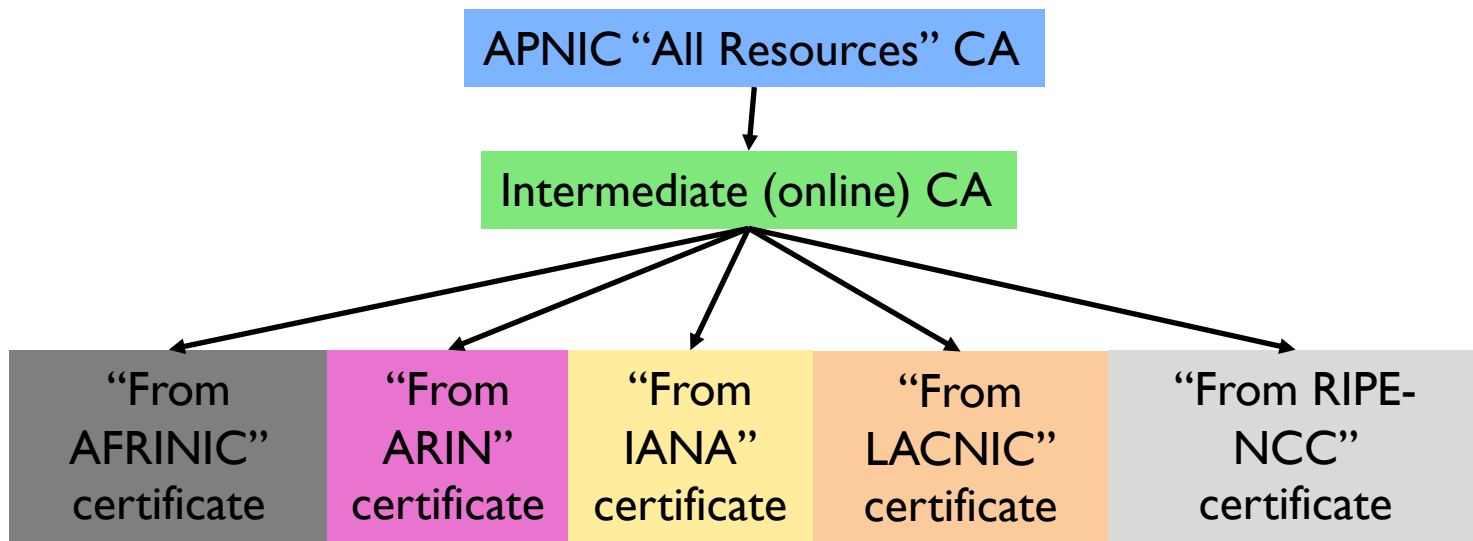 APNIC “All Resources” CA
Intermediate (online) CA
“From
AFRINIC”
certificate
“From
ARIN”
certificate
“From
IANA”
certificate
“From
LACNIC”
certificate
“From RIPE-
NCC”
certificate